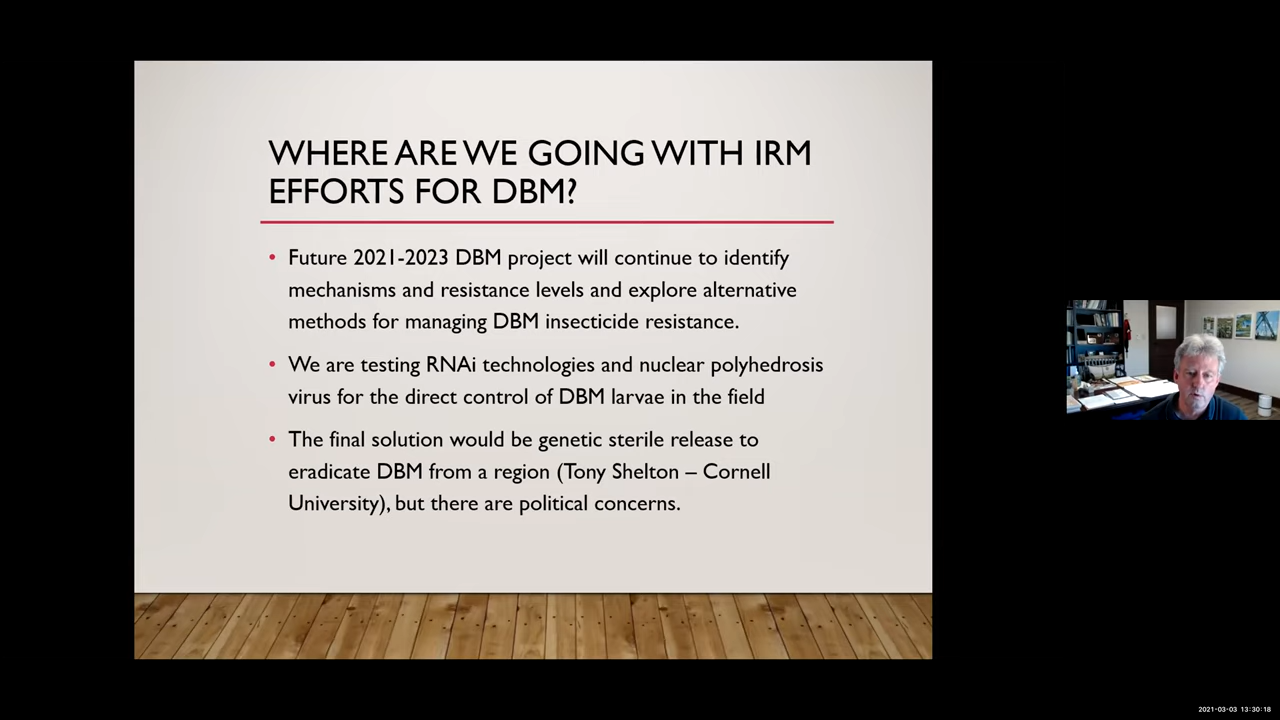 WHERE ARE WE GOING WITH IRM
EFFORTS FOR DBM?
• Future 2021-2023 DBM project will continue to identify
mechanisms and resistance levels and explore alternative
methods for managing DBM insecticide resistance.
• We are testing RNAi technologies and nuclear polyhedrosis
virus for the direct control of DBM larvae in the field
• The final solution would be genetic sterile release to
eradicate DBM from a region (Tony Shelton – Cornell
University), but there are political concerns.
2021-03-03 13:30:18